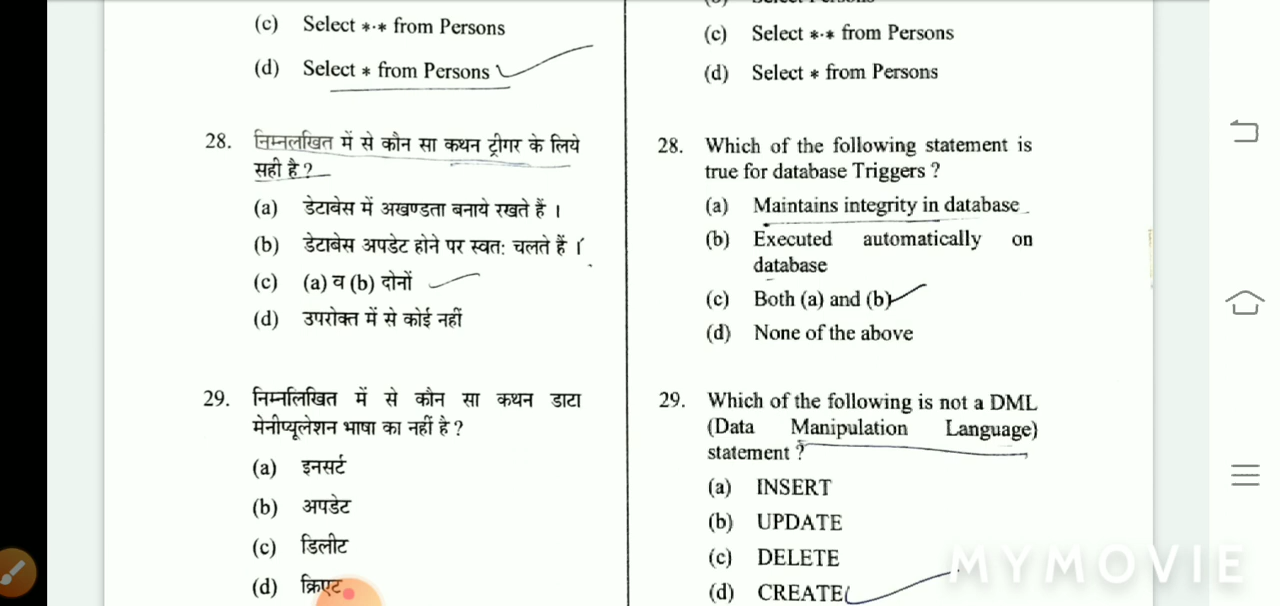 (c) Select *.* from Persons
(d) Select * from Persons
28. निम्नलखित में से कौन सा कथन ट्रीगर के लिये
सही है ?
(a) डेटाबेस में अखण्डता बनाये रखते हैं ।
(b) डेटाबेस अपडेट होने पर स्वत: चलते हैं ।
(c) (a) व (b) दोनों
(d) उपरोक्त में से कोई नहीं
29. निम्नलिखित में से कौन सा कथन डाटा
मेनीप्यूलेशन भाषा का नहीं है ?
(a) इनसर्ट
(b) अपडेट
(c) डिलीट
(d) क्रिएट
(c) Select *.* from Persons
(d) Select * from Persons
28. Which of the following statement is
true for database Triggers ?
(a) Maintains integrity in database
(b) Executed automatically on
database
(c) Both (a) and (b)
(d) None of the above
29. Which of the following is not a DML
(Data Manipulation Language)
statement ?
(a) INSERT
(b) UPDATE
(c) DELETE
(d) CREATE
MYMOVIE